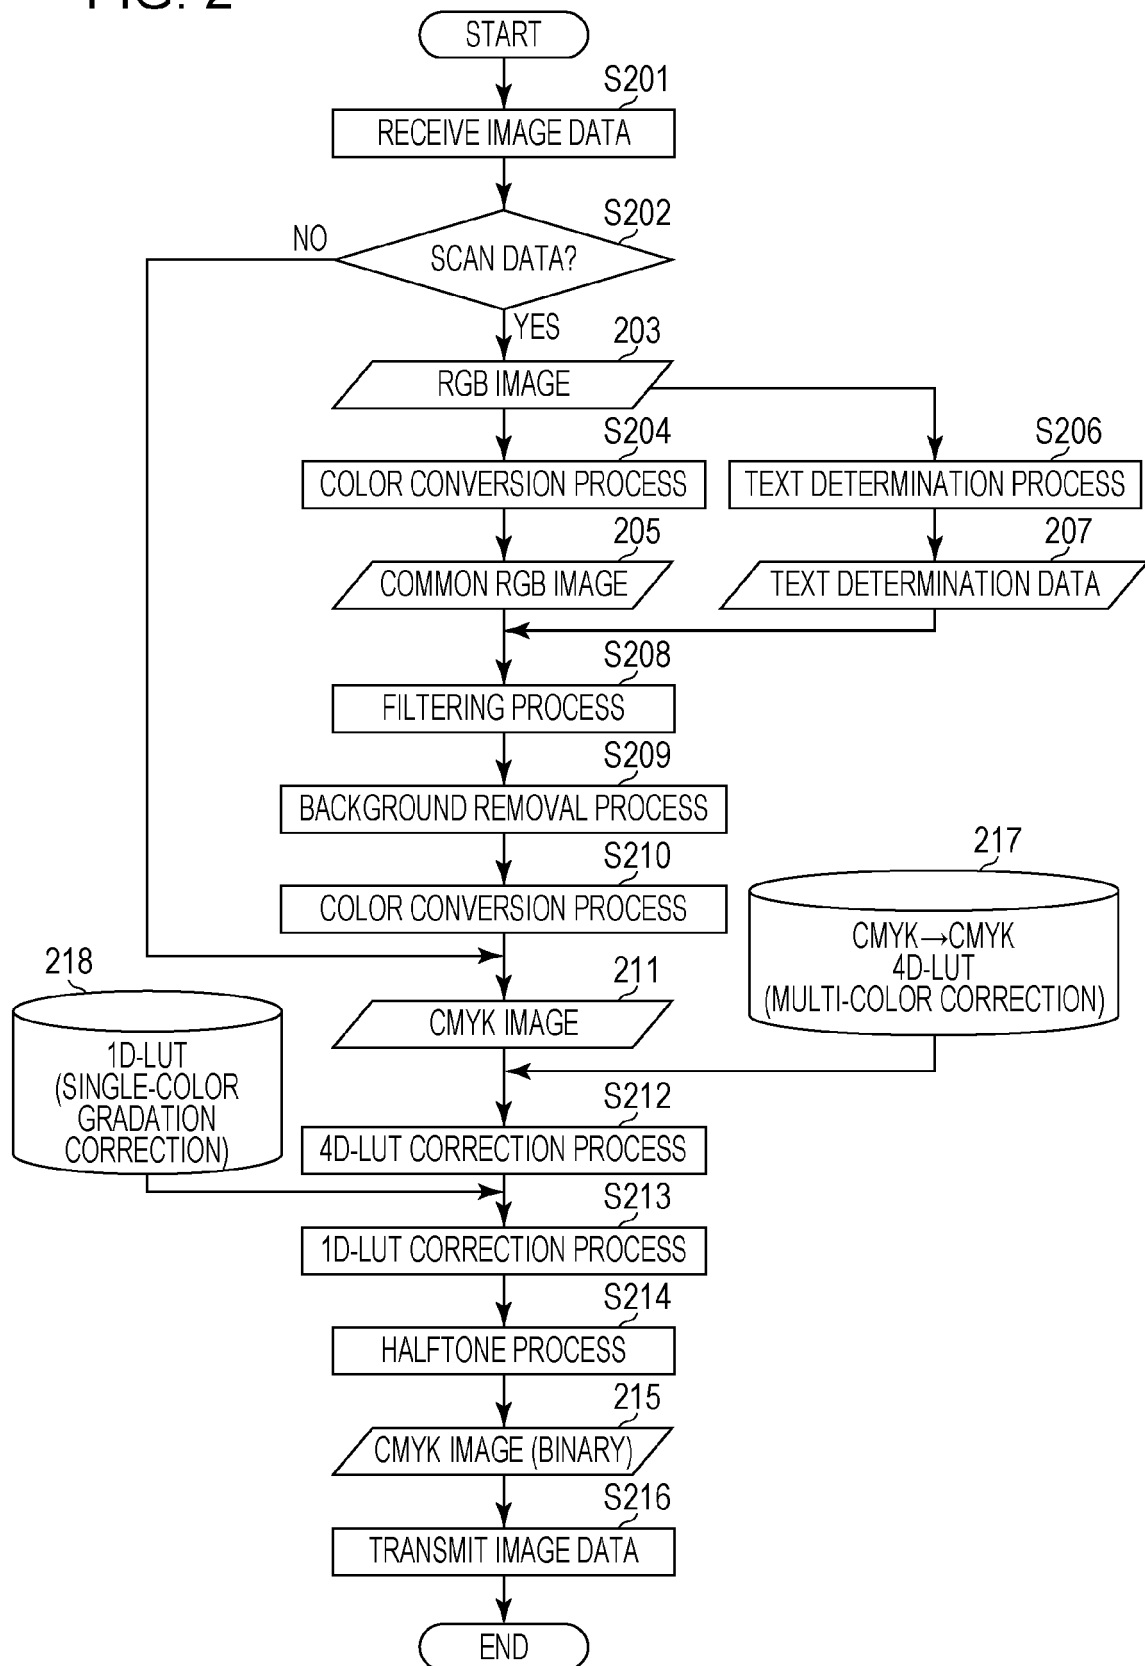 FIG. 2
START
S201
RECEIVE IMAGE DATA
S202
NO
SCAN DATA?
YES
203
RGB IMAGE
S204
S206
COLOR CONVERSION PROCESS
TEXT DETERMINATION PROCESS
205
207
COMMON RGB IMAGE
TEXT DETERMINATION DATA
S208
FILTERING PROCESS
S209
BACKGROUND REMOVAL PROCESS
S210
217
COLOR CONVERSION PROCESS
CMYK→CMYK
4D-LUT
(MULTI-COLOR CORRECTION)
218
211
CMYK IMAGE
1D-LUT
(SINGLE-COLOR
GRADATION
CORRECTION)
S212
4D-LUT CORRECTION PROCESS
S213
1D-LUT CORRECTION PROCESS
S214
HALFTONE PROCESS
215
CMYK IMAGE (BINARY)
S216
TRANSMIT IMAGE DATA
END